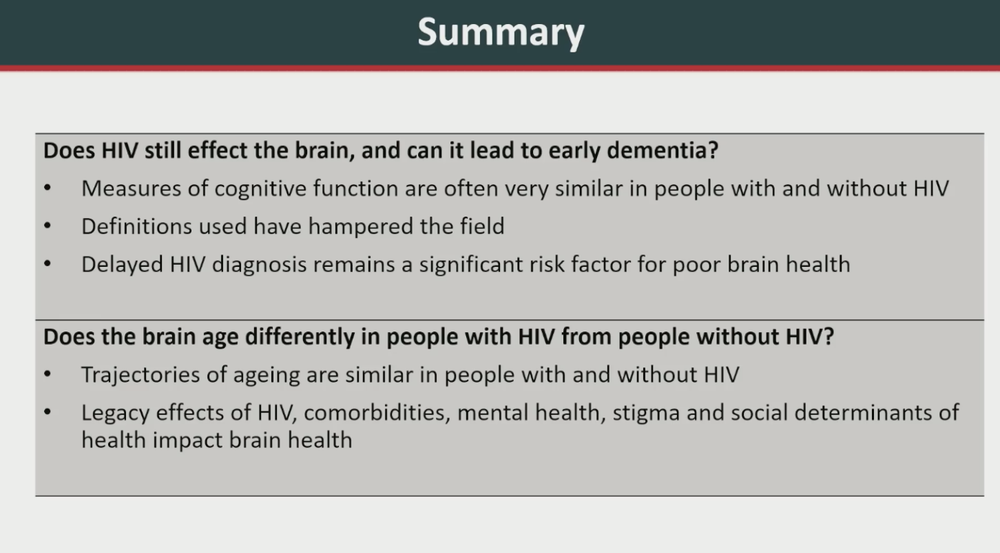 Summary
Does HIV still effect the brain, and can it lead to early dementia?
• Measures of cognitive function are often very similar in people with and without HIV
• Definitions used have hampered the field
• Delayed HIV diagnosis remains a significant risk factor for poor brain health
Does the brain age differently in people with HIV from people without HIV?
• Trajectories of ageing are similar in people with and without HIV
• Legacy effects of HIV, comorbidities, mental health, stigma and social determinants of
health impact brain health